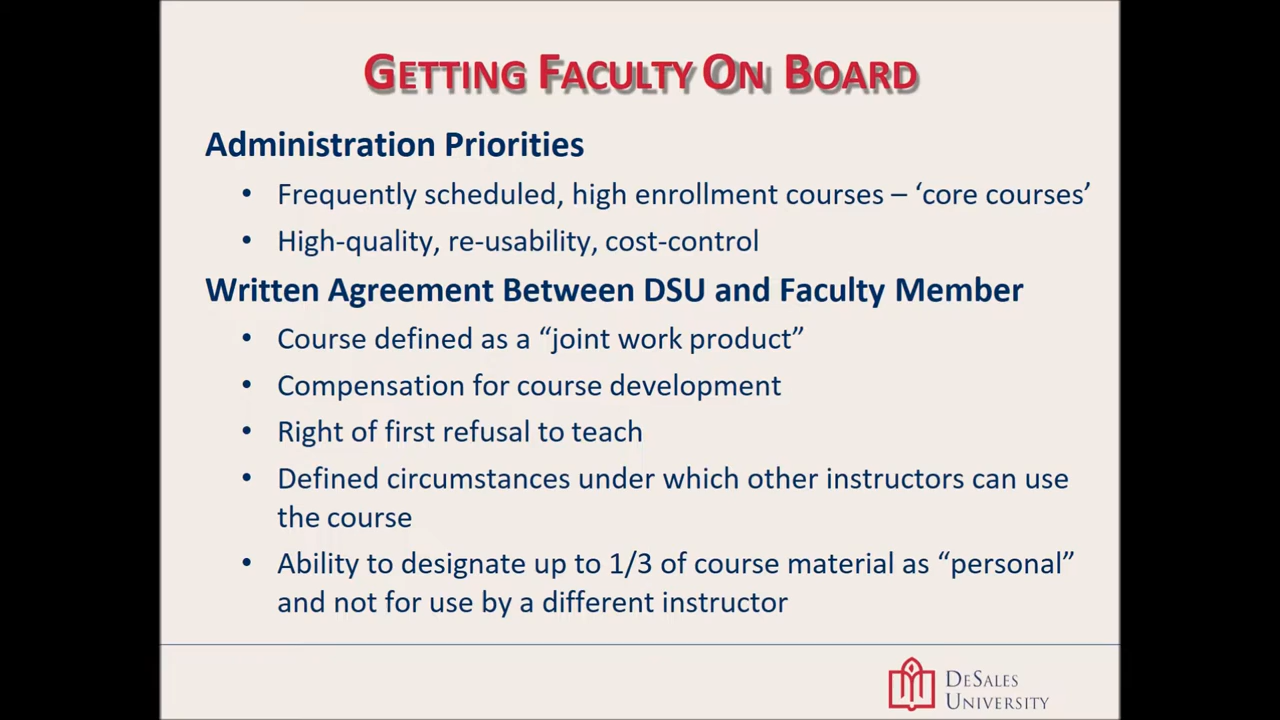 GETTING FACULTY ON BOARD
Administration Priorities
• Frequently scheduled, high enrollment courses – ‘core courses’
• High-quality, re-usability, cost-control
Written Agreement Between DSU and Faculty Member
• Course defined as a “joint work product”
• Compensation for course development
• Right of first refusal to teach
• Defined circumstances under which other instructors can use
the course
• Ability to designate up to 1/3 of course material as “personal”
and not for use by a different instructor
DESALES
UNIVERSITY